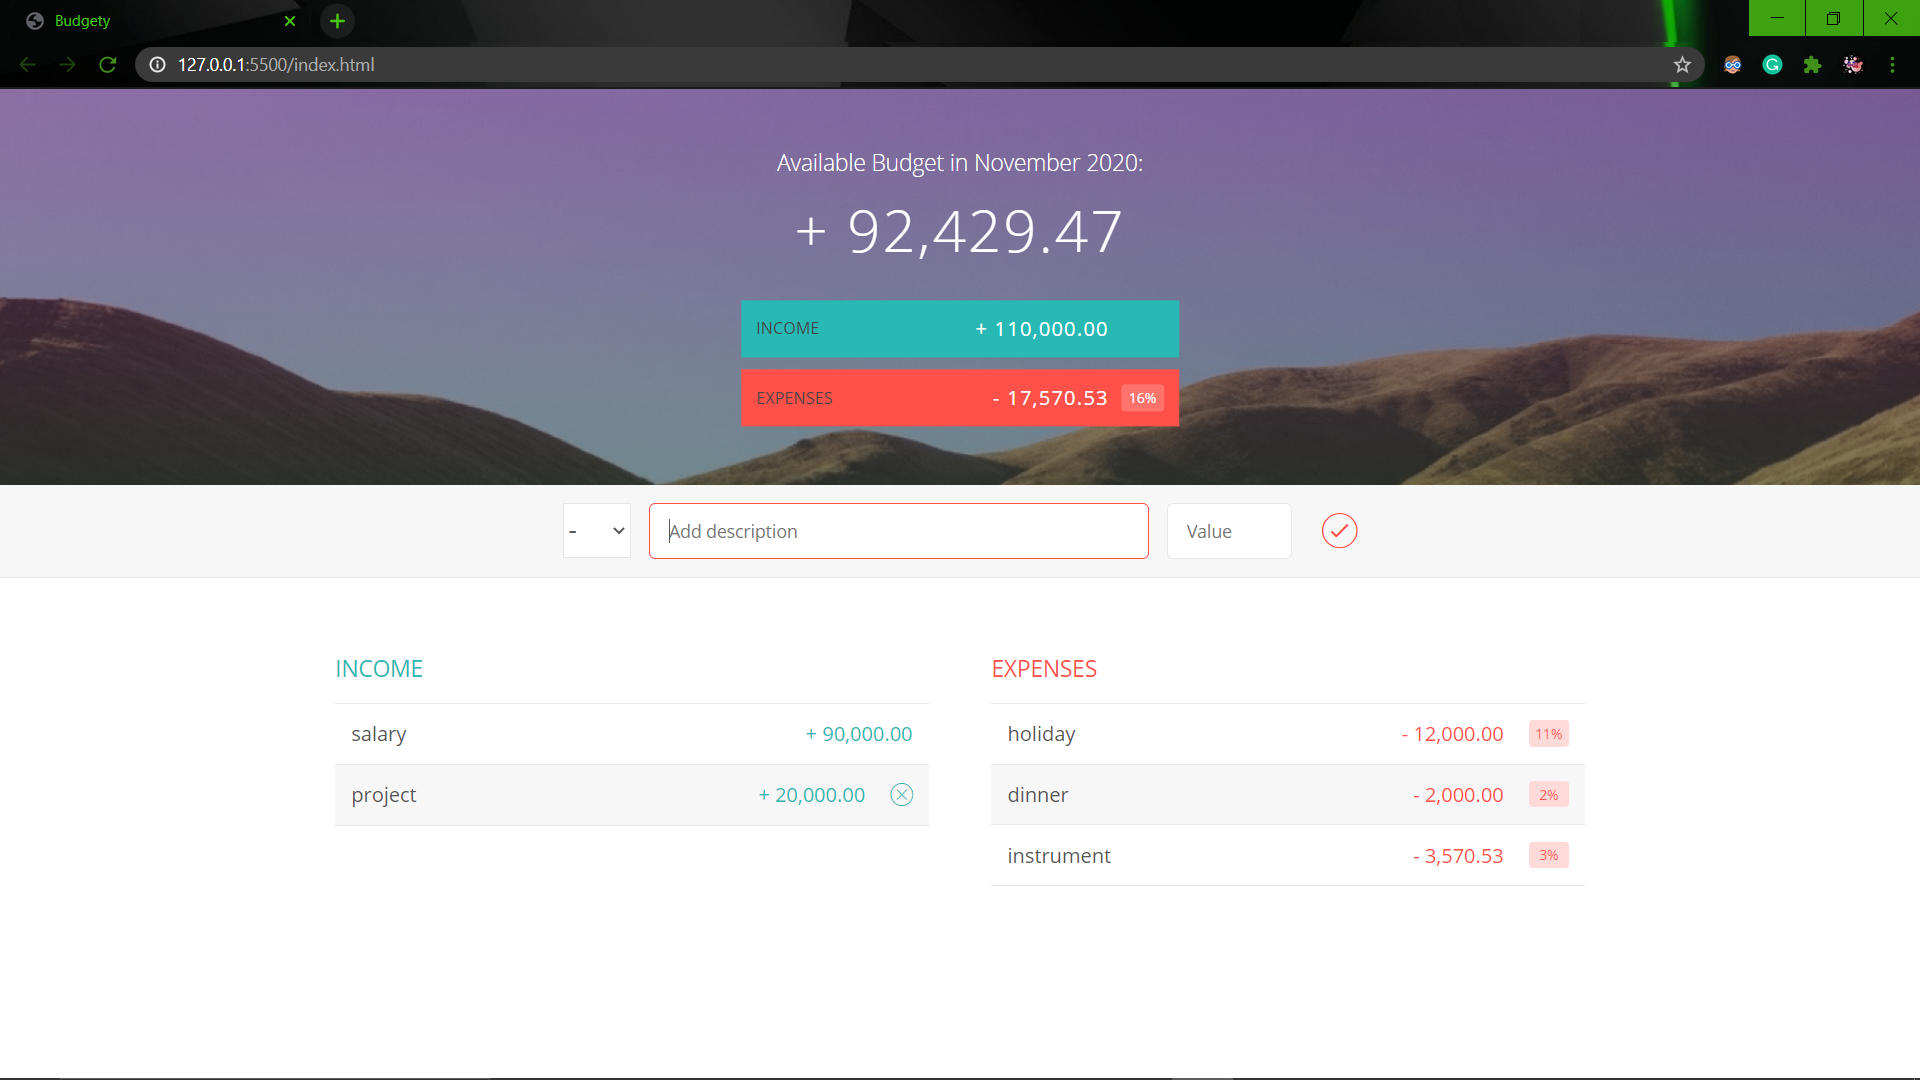 Budgety
127.0.0.1:5500/index.html
Available Budget in November 2020:
+ 92,429.47
INCOME + 110,000.00
EXPENSES - 17,570.53 16%
- Add description Value
INCOME
salary + 90,000.00
project + 20,000.00
EXPENSES
holiday - 12,000.00 11%
dinner - 2,000.00 2%
instrument - 3,570.53 3%